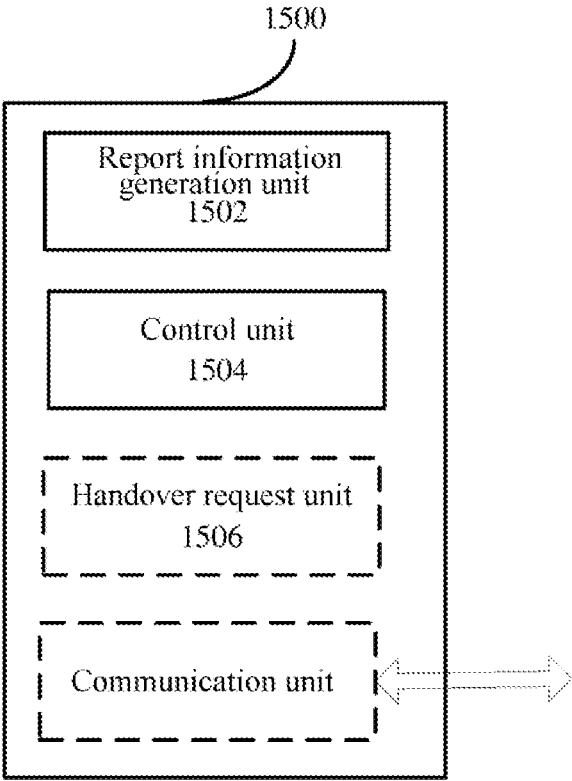 1500
Report information
generation unit
1502
Control unit
1504
Handover request unit
1506
Communication unit